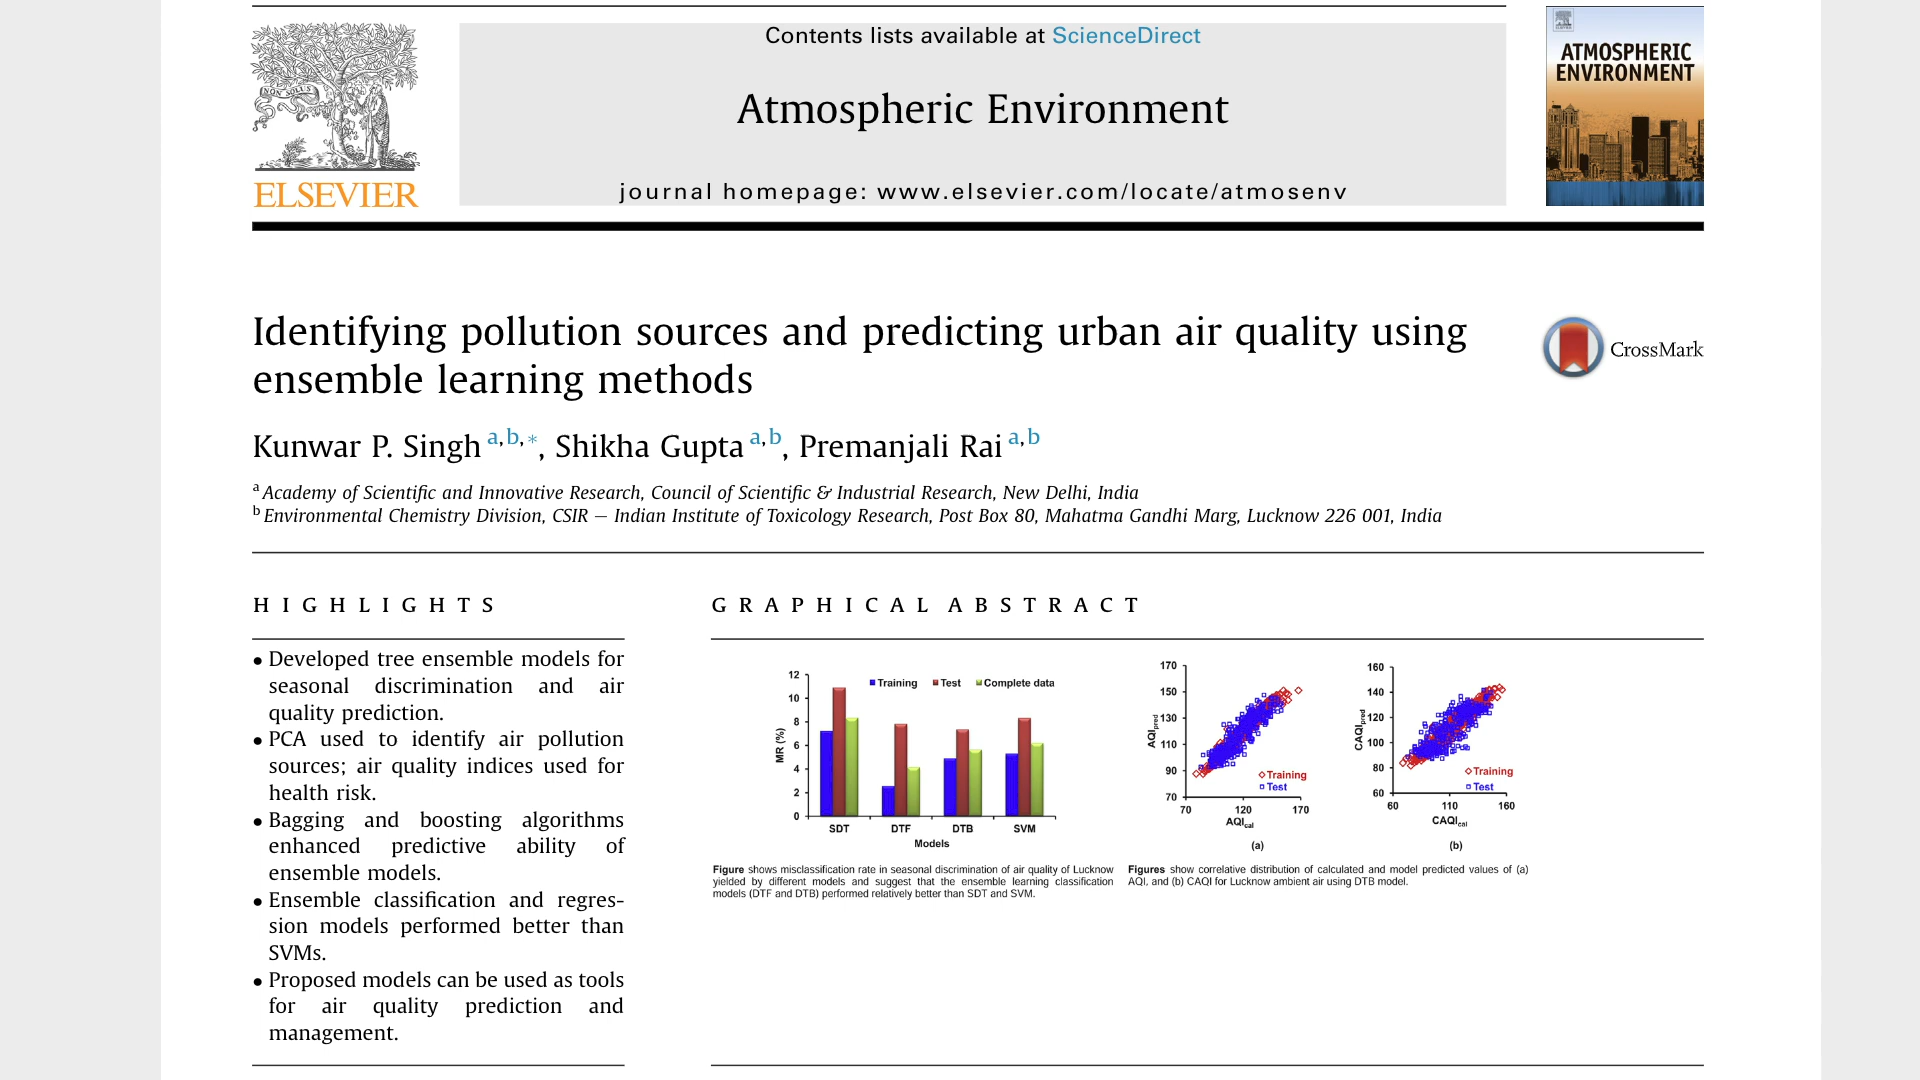 Contents lists available at ScienceDirect
Atmospheric Environment
journal homepage: www.elsevier.com/locate/atmosenv
NON SOLUS
ELSEVIER
ATMOSPHERIC
ENVIRONMENT
Identifying pollution sources and predicting urban air quality using
ensemble learning methods
CrossMark
Kunwar P. Singh a,b,*, Shikha Gupta a,b, Premanjali Rai a,b
a Academy of Scientific and Innovative Research, Council of Scientific & Industrial Research, New Delhi, India
b Environmental Chemistry Division, CSIR – Indian Institute of Toxicology Research, Post Box 80, Mahatma Gandhi Marg, Lucknow 226 001, India
HIGHLIGHTS
• Developed tree ensemble models for
seasonal discrimination and air
quality prediction.
• PCA used to identify air pollution
sources; air quality indices used for
health risk.
• Bagging and boosting algorithms
enhanced predictive ability of
ensemble models.
• Ensemble classification and regres-
sion models performed better than
SVMs.
• Proposed models can be used as tools
for air quality prediction and
management.
GRAPHICAL ABSTRACT
12
10
8
6
4
2
0
MR (%)
Training Test Complete data
SDT DTF DTB SVM
Models
170
150
130
110
90
70
AQIpred
Training
Test
70 120 170
AQIcal
(a)
160
140
120
100
80
60
CAQIpred
Training
Test
60 110 160
CAQIcal
(b)
Figure shows misclassification rate in seasonal discrimination of air quality of Lucknow
yielded by different models and suggest that the ensemble learning classification
models (DTF and DTB) performed relatively better than SDT and SVM.
Figures show correlative distribution of calculated and model predicted values of (a)
AQI, and (b) CAQI for Lucknow ambient air using DTB model.